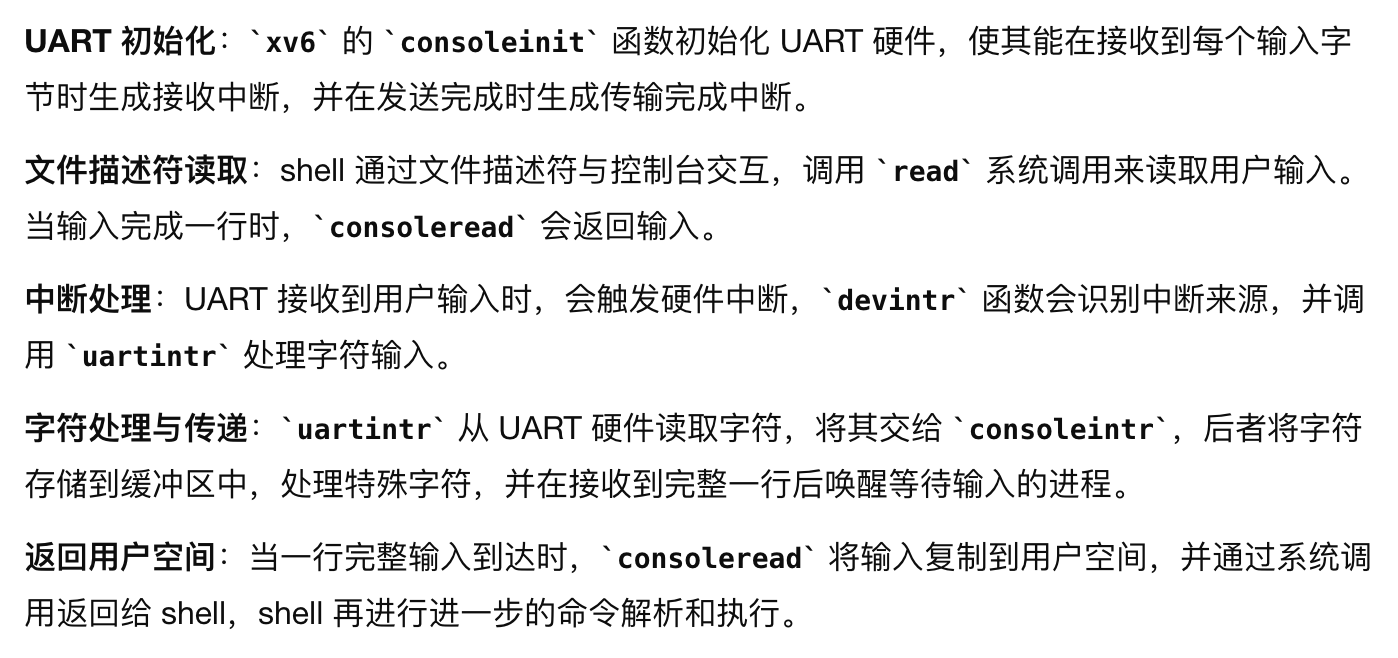 UART 初始化：`xv6` 的 `consoleinit` 函数初始化 UART 硬件，使其能在接收到每个输入字
节时生成接收中断，并在发送完成时生成传输完成中断。
文件描述符读取：shell 通过文件描述符与控制台交互，调用 `read` 系统调用来读取用户输入。
当输入完成一行时，`consoleread` 会返回输入。
中断处理：UART 接收到用户输入时，会触发硬件中断，`devintr` 函数会识别中断来源，并调
用 `uartintr` 处理字符输入。
字符处理与传递：`uartintr` 从 UART 硬件读取字符，将其交给 `consoleintr`，后者将字符
存储到缓冲区中，处理特殊字符，并在接收到完整一行后唤醒等待输入的进程。
返回用户空间：当一行完整输入到达时，`consoleread` 将输入复制到用户空间，并通过系统调
用返回给 shell，shell 再进行进一步的命令解析和执行。